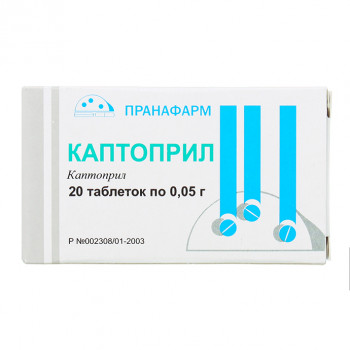 ПРАНАФАРМ
КАПТОПРИЛ
Каптоприл
20 таблеток по 0,05 г
Р №002308/01-2003